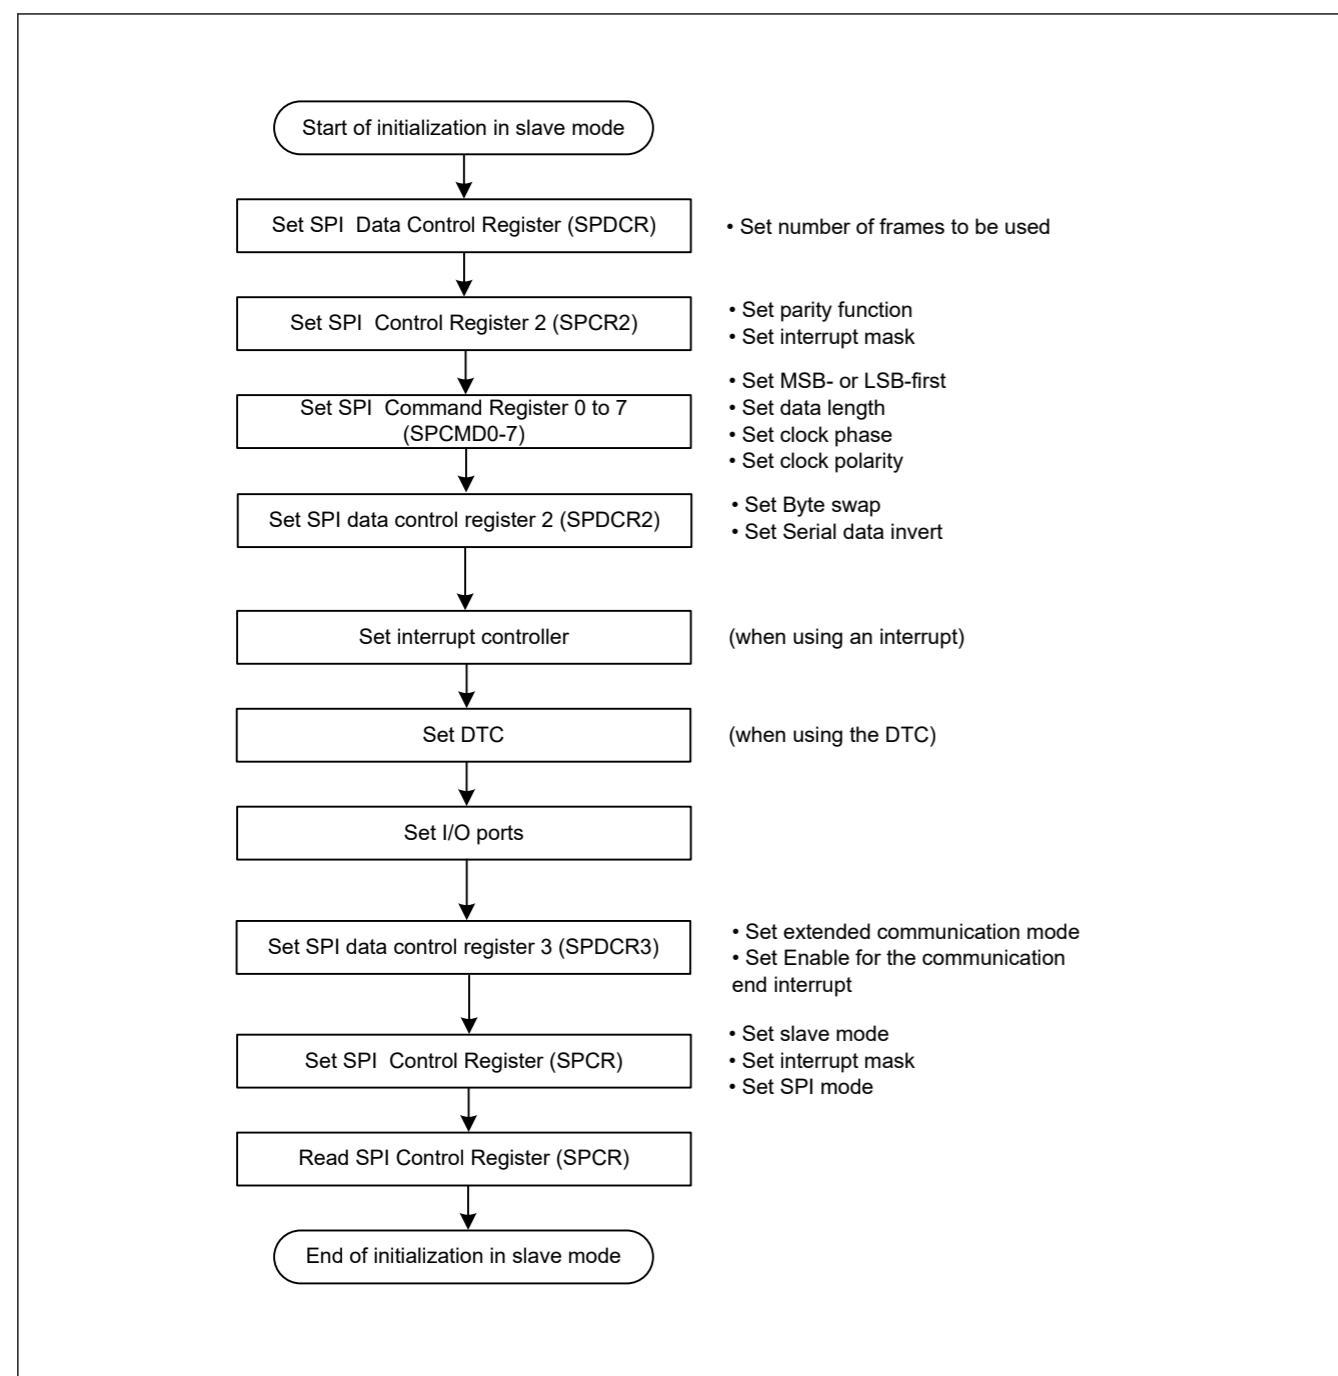 Start of initialization in slave mode
Set SPI  Data Control Register (SPDCR)
• Set number of frames to be used
Set SPI  Control Register 2 (SPCR2)
• Set parity function
• Set interrupt mask
Set SPI  Command Register 0 to 7
(SPCMD0-7)
• Set MSB- or LSB-first
• Set data length
• Set clock phase
• Set clock polarity
Set SPI data control register 2 (SPDCR2)
• Set Byte swap
• Set Serial data invert
Set interrupt controller
(when using an interrupt)
Set DTC
(when using the DTC)
Set I/O ports
Set SPI data control register 3 (SPDCR3)
• Set extended communication mode
• Set Enable for the communication
end interrupt
Set SPI  Control Register (SPCR)
• Set slave mode
• Set interrupt mask
• Set SPI mode
Read SPI Control Register (SPCR)
End of initialization in slave mode